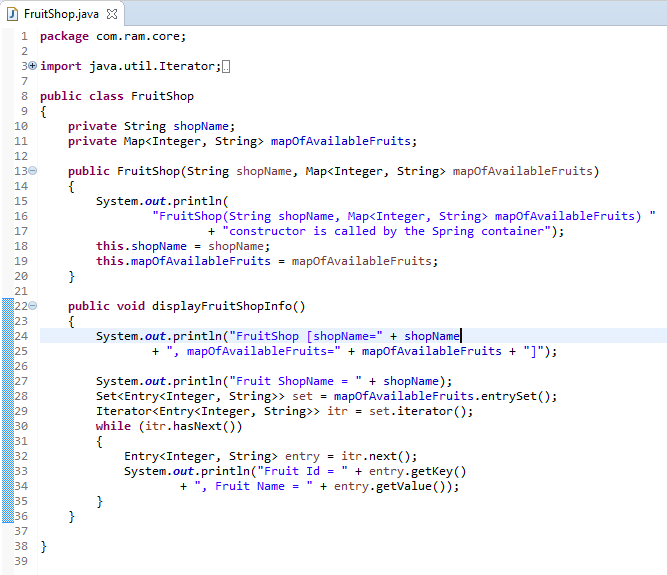 FruitShop.java
1 package com.ram.core;
2
3 import java.util.Iterator;
7
8 public class FruitShop
9 {
10     private String shopName;
11     private Map<Integer, String> mapOfAvailableFruits;
12
13     public FruitShop(String shopName, Map<Integer, String> mapOfAvailableFruits)
14     {
15         System.out.println(
16                 "FruitShop(String shopName, Map<Integer, String> mapOfAvailableFruits) "
17                         + "constructor is called by the Spring container");
18         this.shopName = shopName;
19         this.mapOfAvailableFruits = mapOfAvailableFruits;
20     }
21
22     public void displayFruitShopInfo()
23     {
24         System.out.println("FruitShop [shopName=" + shopName
25                 + ", mapOfAvailableFruits=" + mapOfAvailableFruits + "]");
26
27         System.out.println("Fruit ShopName = " + shopName);
28         Set<Entry<Integer, String>> set = mapOfAvailableFruits.entrySet();
29         Iterator<Entry<Integer, String>> itr = set.iterator();
30         while (itr.hasNext())
31         {
32             Entry<Integer, String> entry = itr.next();
33             System.out.println("Fruit Id = " + entry.getKey()
34                     + ", Fruit Name = " + entry.getValue());
35         }
36     }
37
38 }
39